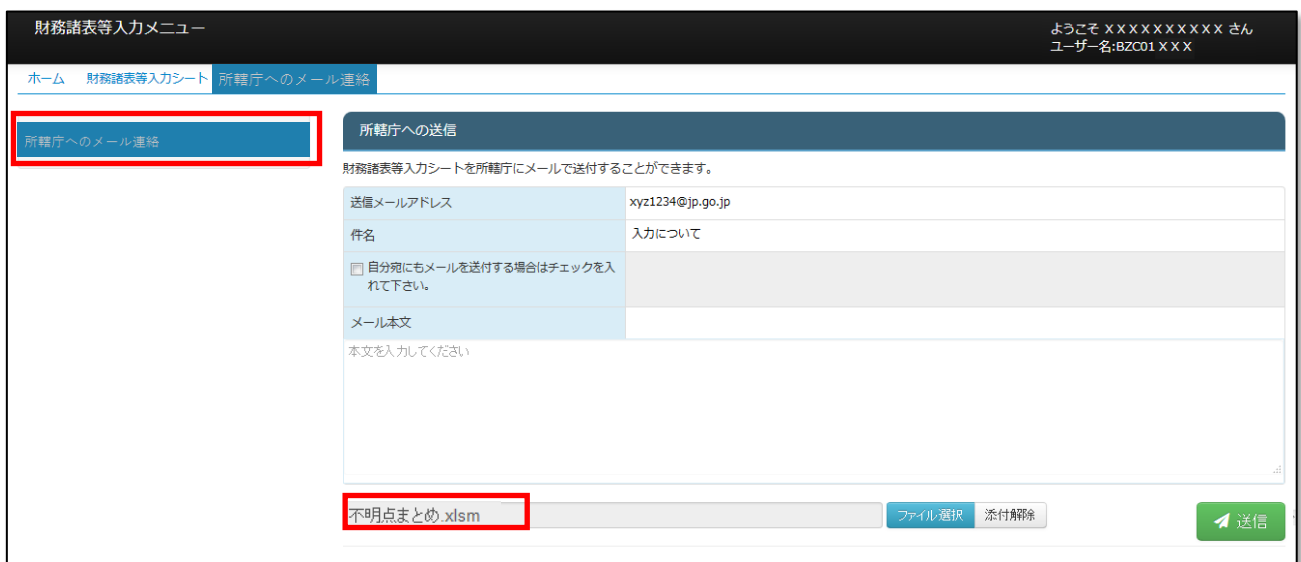 財務諸表等入力メニュー
ようこそ XXXXXXXXXX さん
ユーザー名:BZC01XXX
ホーム 財務諸表等入力シート 所轄庁へのメール連絡
所轄庁へのメール連絡
所轄庁への送信
財務諸表等入力シートを所轄庁にメールで送付することができます。
送信メールアドレス xyz1234@jp.go.jp
件名 入力について
自分宛にもメールを送付する場合はチェックを入
れて下さい。
メール本文
本文を入力してください
不明点まとめ.xlsm ファイル選択 添付解除 送信